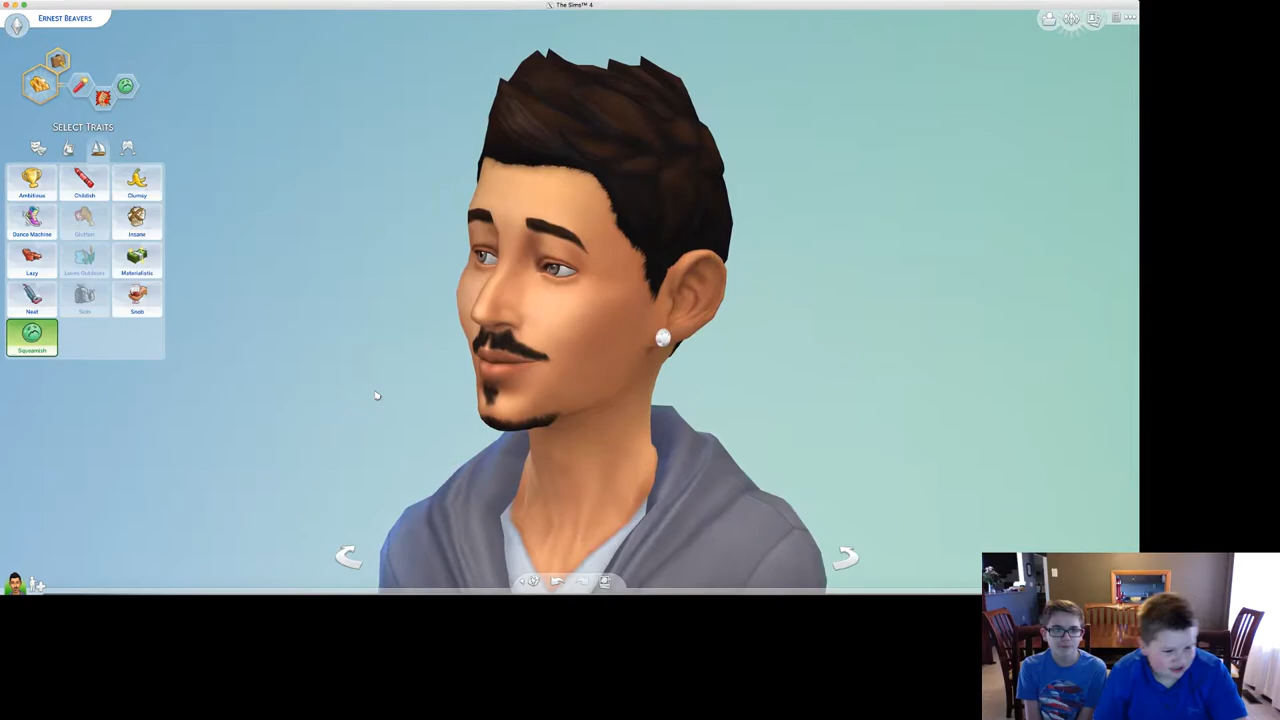 The Sims™ 4
ERNEST BEAVERS
SELECT TRAITS
Ambitious
Childish
Clumsy
Dance Machine
Glutton
Insane
Lazy
Loves Outdoors
Materialistic
Neat
Slob
Snob
Squeamish